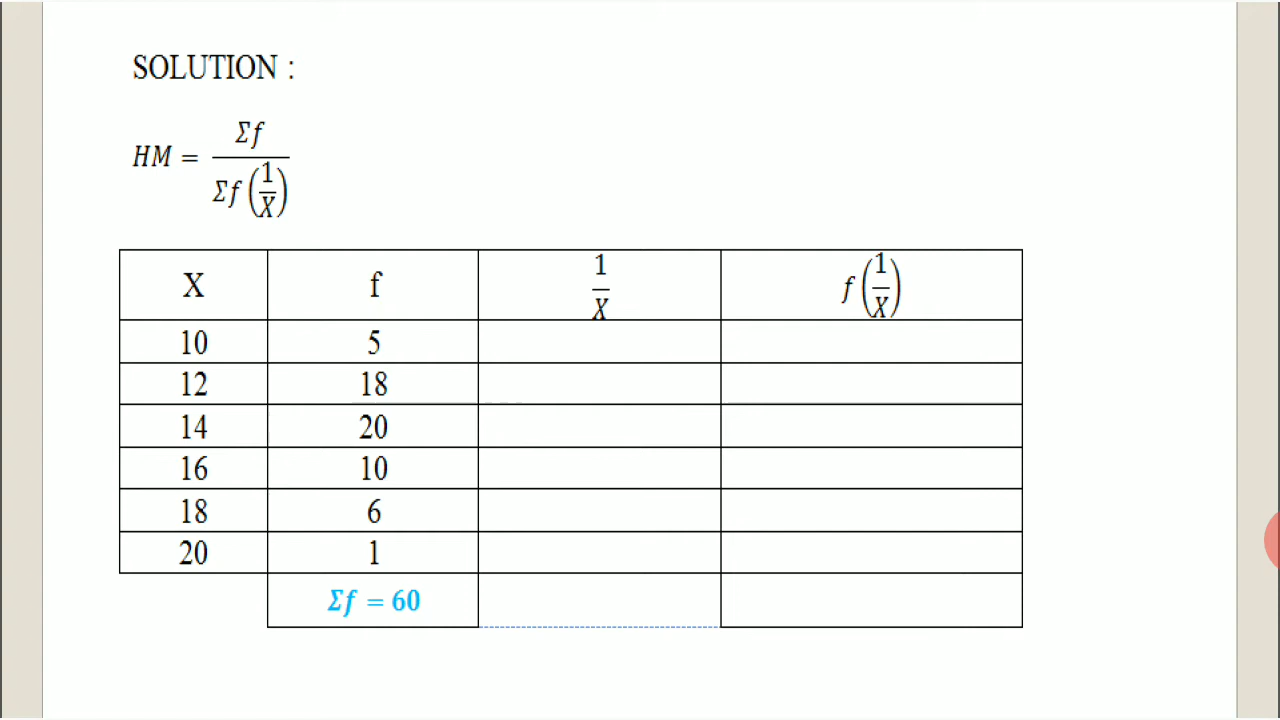 SOLUTION :
HM = Σf / Σf(1/X)
X f 1/X f(1/X)
10 5
12 18
14 20
16 10
18 6
20 1
Σf = 60